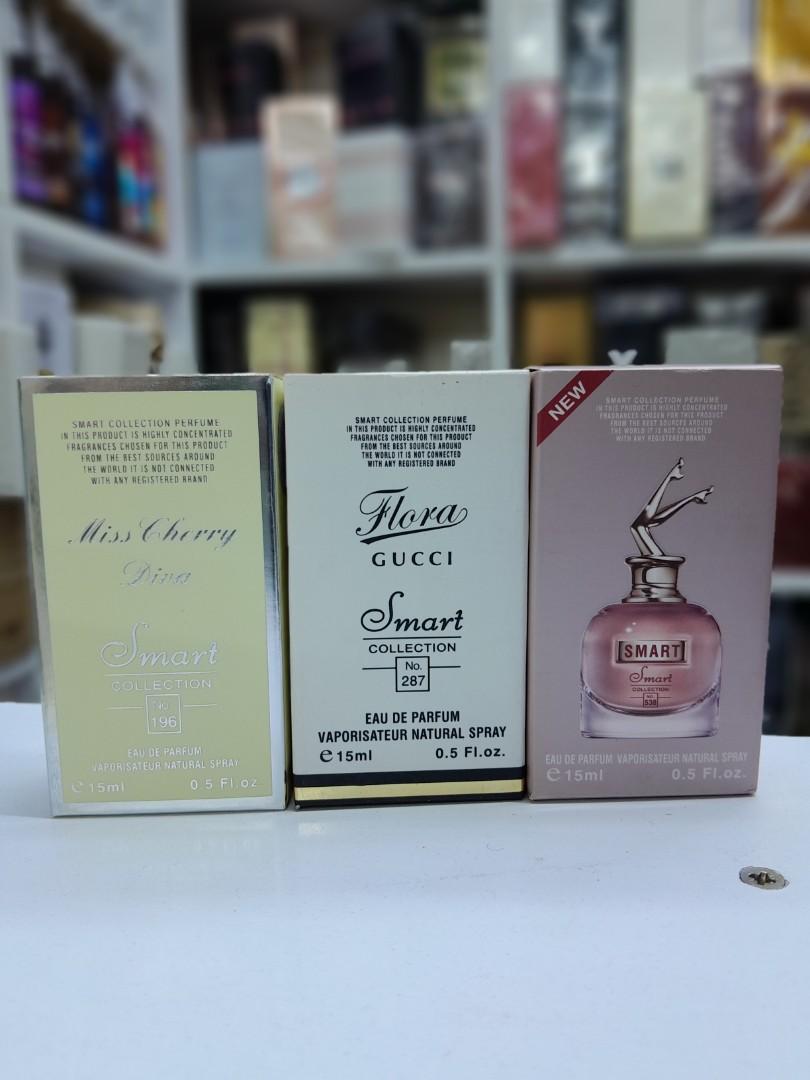 SMART COLLECTION PERFUME
IN THIS PRODUCT IS HIGHLY CONCENTRATED
FRAGRANCES CHOSEN FOR THIS PRODUCT
FROM THE BEST SOURCES AROUND
THE WORLD IT IS NOT CONNECTED
WITH ANY REGISTERED BRAND
Miss Cherry
Diva
Smart
COLLECTION
No.
196
EAU DE PARFUM
VAPORISATEUR NATURAL SPRAY
e 15ml 0.5 Fl.oz.
SMART COLLECTION PERFUME
IN THIS PRODUCT IS HIGHLY CONCENTRATED
FRAGRANCES CHOSEN FOR THIS PRODUCT
FROM THE BEST SOURCES AROUND
THE WORLD IT IS NOT CONNECTED
WITH ANY REGISTERED BRAND
Flora
GUCCI
Smart
COLLECTION
No.
287
EAU DE PARFUM
VAPORISATEUR NATURAL SPRAY
e 15ml 0.5 Fl.oz.
NEW
SMART COLLECTION PERFUME
IN THIS PRODUCT IS HIGHLY CONCENTRATED
FRAGRANCES CHOSEN FOR THIS PRODUCT
FROM THE BEST SOURCES AROUND
THE WORLD IT IS NOT CONNECTED
WITH ANY REGISTERED BRAND
SMART
Smart
COLLECTION
NO.
538
EAU DE PARFUM VAPORISATEUR NATURAL SPRAY
e 15ml 0.5 Fl.oz.